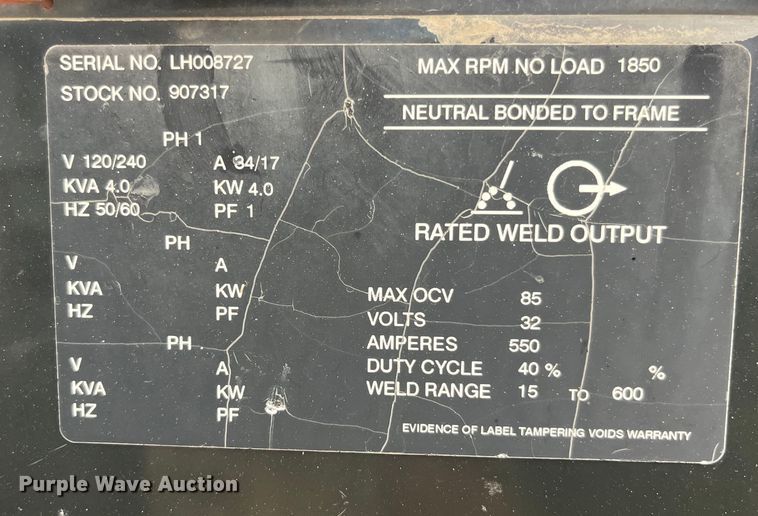 SERIAL NO. LH008727
STOCK NO. 907317
PH 1
V 120/240 A 34/17
KVA 4.0 KW 4.0
HZ 50/60 PF 1
PH
V A
KVA KW
HZ PF
PH
V A
KVA KW
HZ PF
MAX RPM NO LOAD 1850
NEUTRAL BONDED TO FRAME
RATED WELD OUTPUT
MAX OCV 85
VOLTS 32
AMPERES 550
DUTY CYCLE 40 % %
WELD RANGE 15 TO 600
EVIDENCE OF LABEL TAMPERING VOIDS WARRANTY
Purple Wave Auction